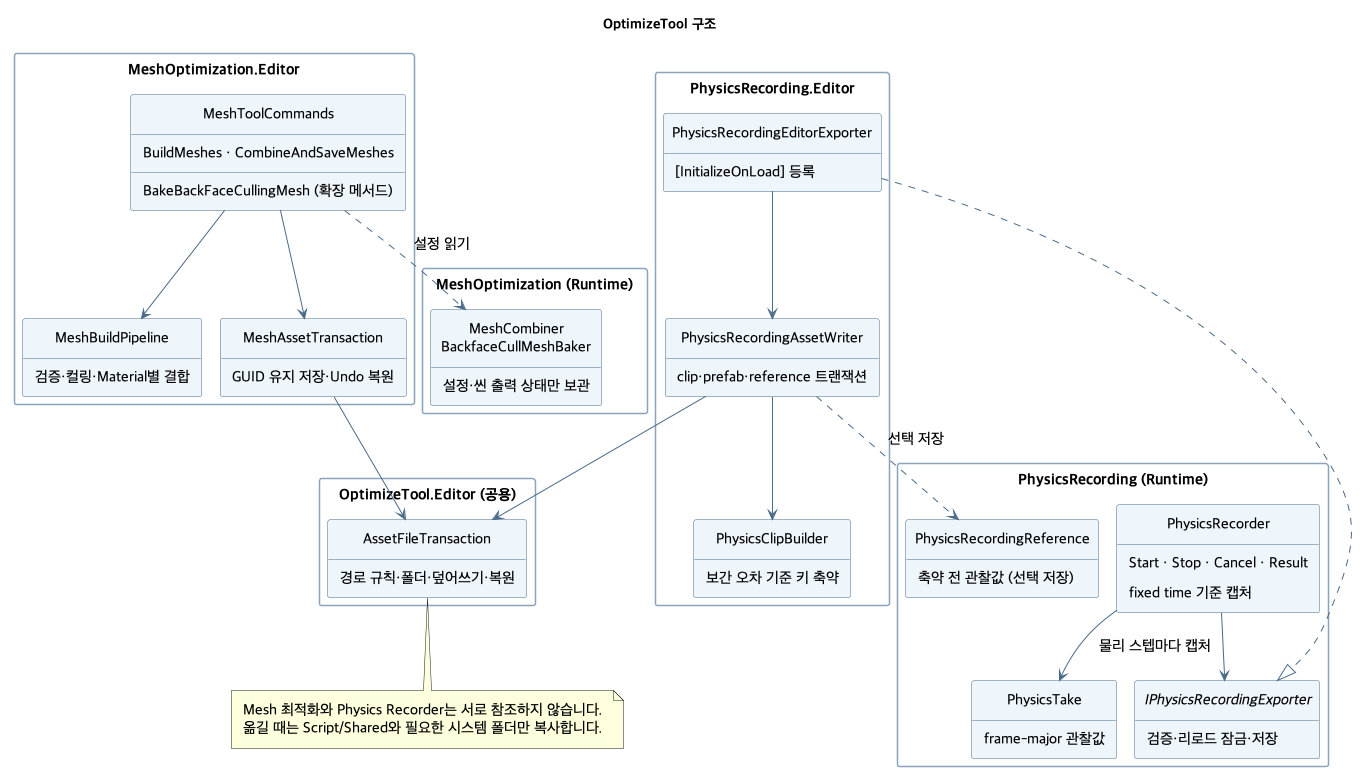 OptimizeTool 구조
MeshOptimization.Editor
MeshToolCommands
BuildMeshes · CombineAndSaveMeshes
BakeBackFaceCullingMesh (확장 메서드)
설정 읽기
MeshBuildPipeline
검증·컬링·Material별 결합
MeshAssetTransaction
GUID 유지 저장·Undo 복원
MeshOptimization (Runtime)
MeshCombiner
BackfaceCullMeshBaker
설정·씬 출력 상태만 보관
PhysicsRecording.Editor
PhysicsRecordingEditorExporter
[InitializeOnLoad] 등록
PhysicsRecordingAssetWriter
clip·prefab·reference 트랜잭션
선택 저장
PhysicsClipBuilder
보간 오차 기준 키 축약
OptimizeTool.Editor (공용)
AssetFileTransaction
경로 규칙·폴더·덮어쓰기·복원
PhysicsRecording (Runtime)
PhysicsRecordingReference
축약 전 관찰값 (선택 저장)
PhysicsRecorder
Start · Stop · Cancel · Result
fixed time 기준 캡처
물리 스텝마다 캡처
PhysicsTake
frame-major 관찰값
IPhysicsRecordingExporter
검증·리로드 잠금·저장
Mesh 최적화와 Physics Recorder는 서로 참조하지 않습니다.
옮길 때는 Script/Shared와 필요한 시스템 폴더만 복사합니다.